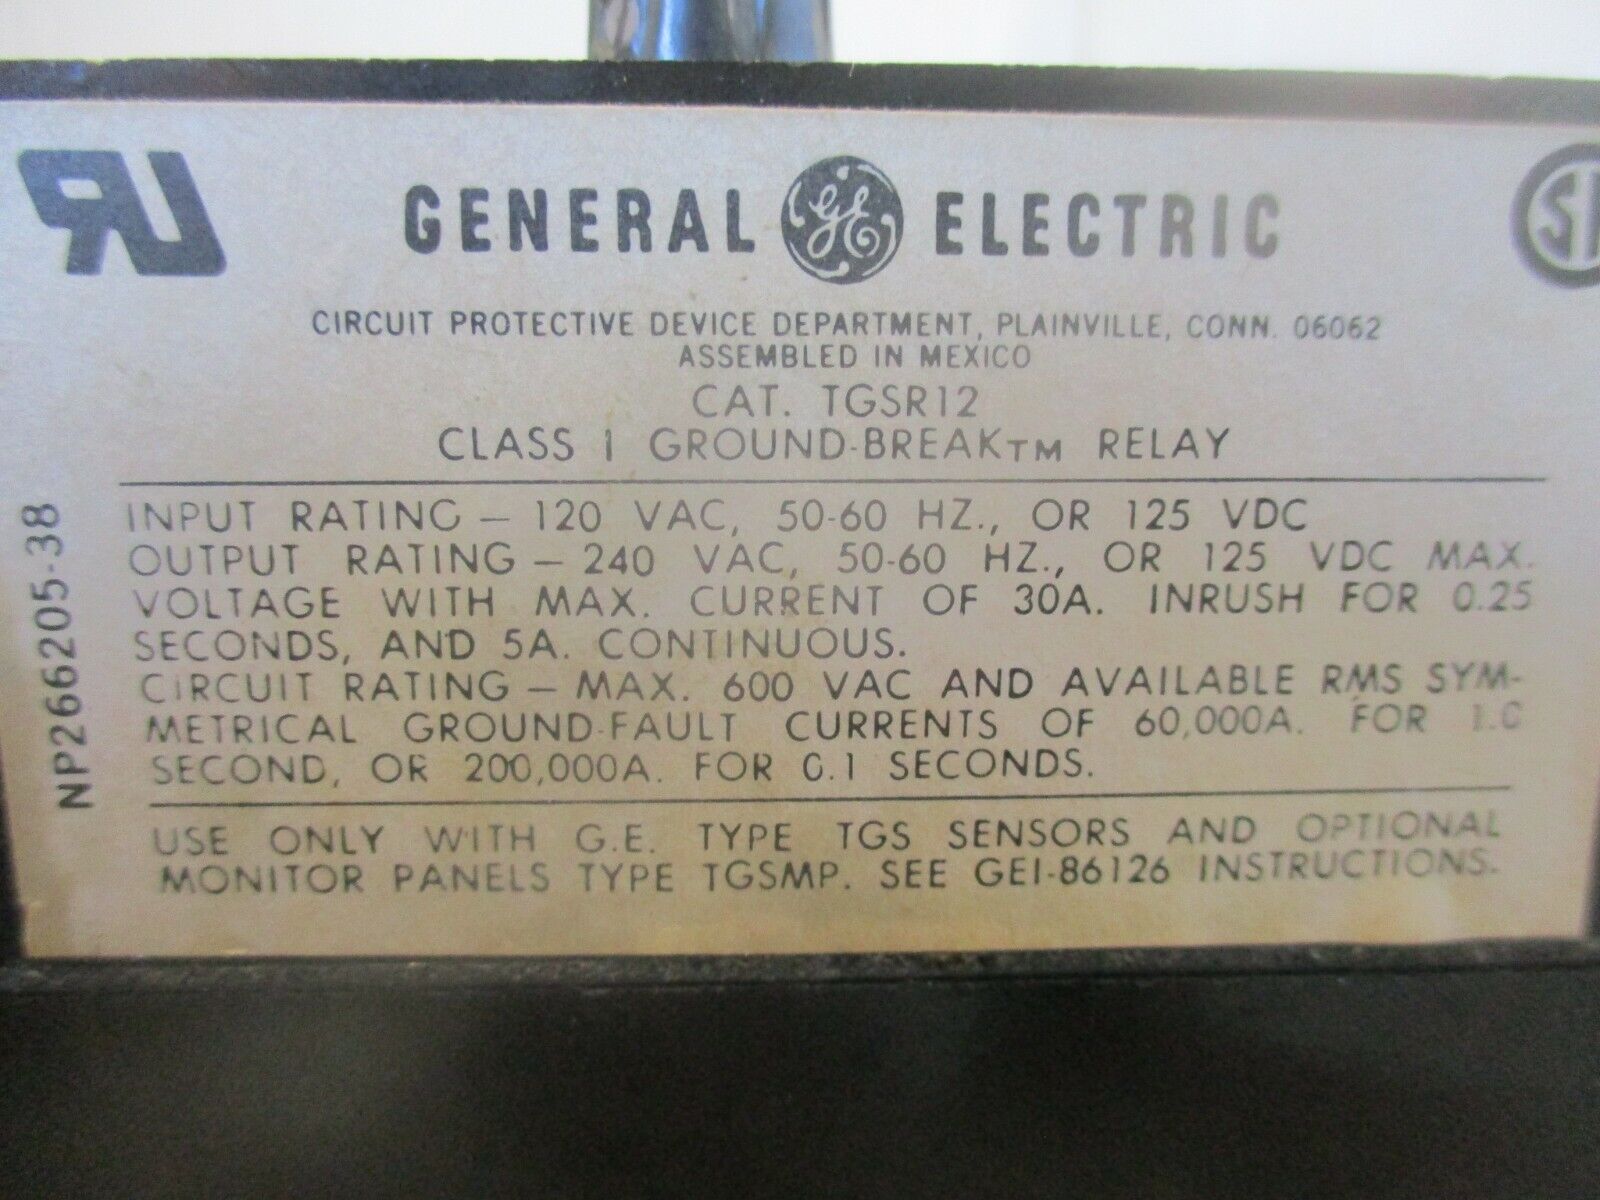 GENERAL GE ELECTRIC
CIRCUIT PROTECTIVE DEVICE DEPARTMENT, PLAINVILLE, CONN. 06062
ASSEMBLED IN MEXICO
CAT. TGSR12
CLASS 1 GROUND-BREAK™ RELAY
INPUT RATING – 120 VAC, 50-60 HZ., OR 125 VDC
OUTPUT RATING – 240 VAC, 50-60 HZ., OR 125 VDC MAX.
VOLTAGE WITH MAX. CURRENT OF 30A. INRUSH FOR 0.25
SECONDS, AND 5A. CONTINUOUS.
CIRCUIT RATING – MAX. 600 VAC AND AVAILABLE RMS SYM-
METRICAL GROUND-FAULT CURRENTS OF 60,000A. FOR 1.0
SECOND, OR 200,000A. FOR 0.1 SECONDS.
USE ONLY WITH G.E. TYPE TGS SENSORS AND OPTIONAL
MONITOR PANELS TYPE TGSMP. SEE GEI-86126 INSTRUCTIONS.
NP266205-38